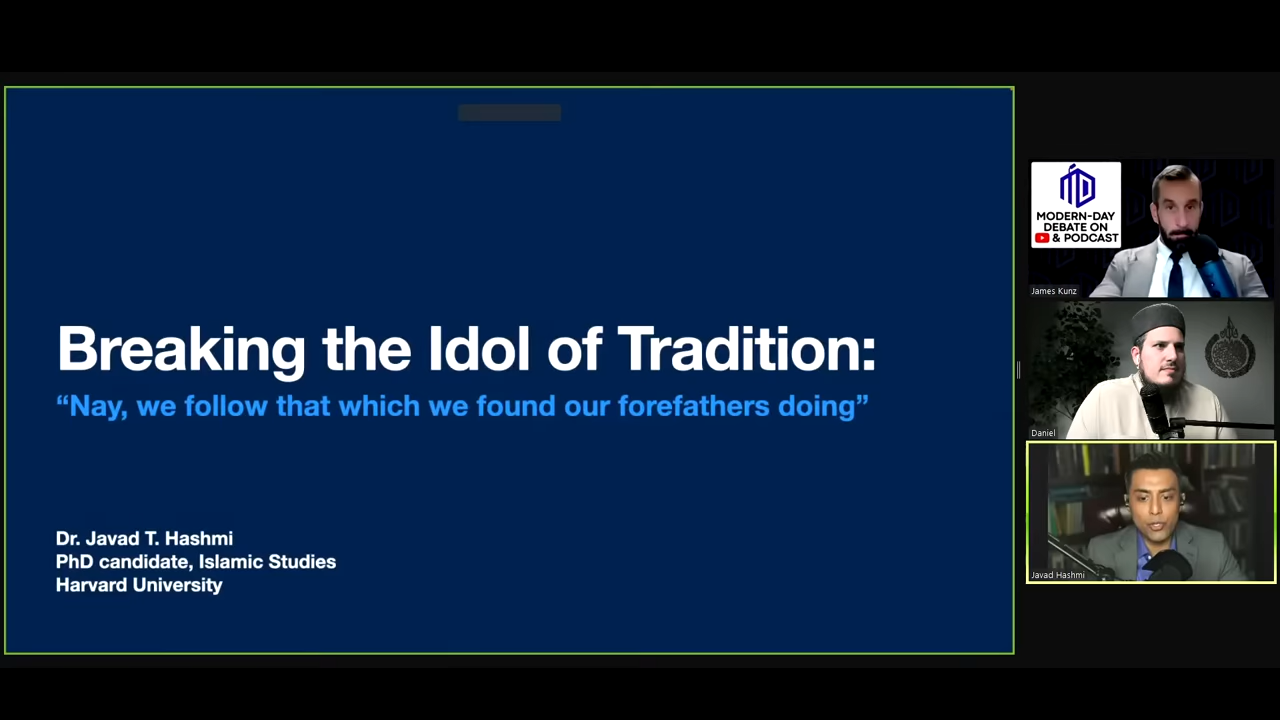 Breaking the Idol of Tradition:
“Nay, we follow that which we found our forefathers doing”
Dr. Javad T. Hashmi
PhD candidate, Islamic Studies
Harvard University
MODERN-DAY
DEBATE ON
& PODCAST
James Kunz
Daniel
Javad Hashmi